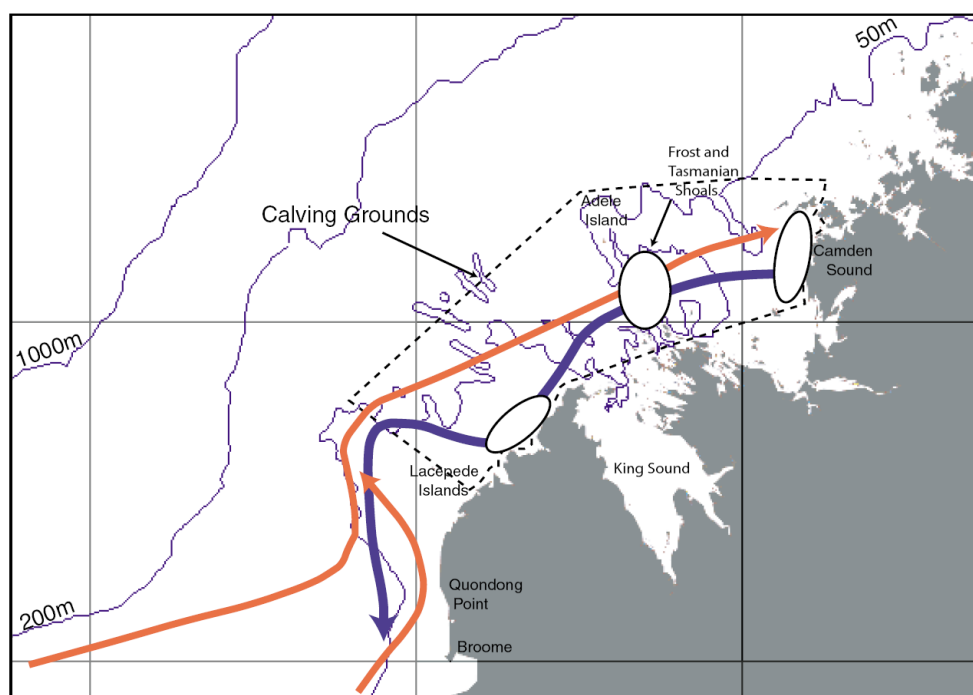 50m
Frost and
Tasmanian
Shoals
Adele
Island
Calving Grounds
Camden
Sound
1000m
Lacepede
Islands
King Sound
Quondong
Point
200m
Broome